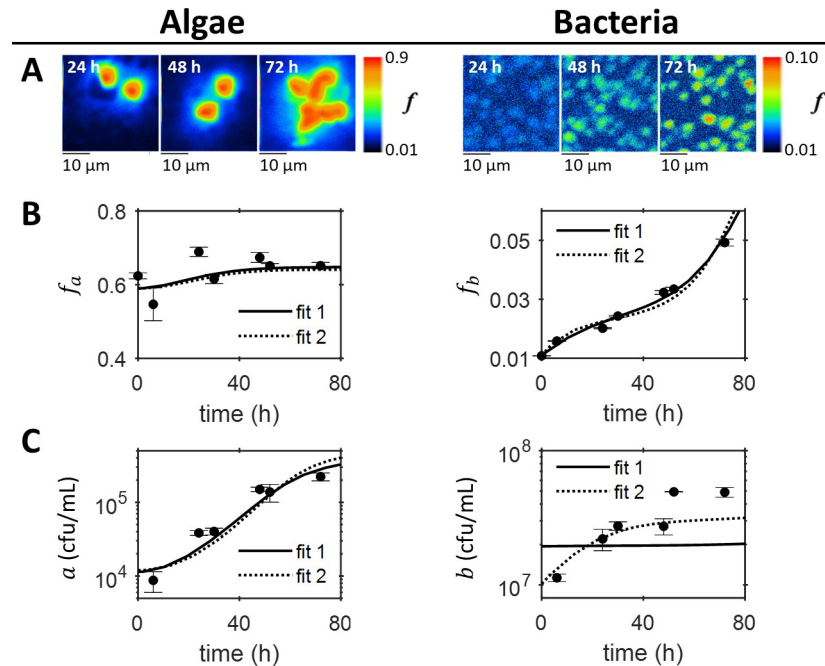 Algae Bacteria
A 24 h 48 h 72 h 0.9 f 0.01 24 h 48 h 72 h 0.10 f 0.01
10 μm 10 μm 10 μm 10 μm 10 μm 10 μm
B
0.8 0.6 0.4
f_a
fit 1
fit 2
0 40 80
time (h)
0.05 0.03 0.01
f_b
fit 1
fit 2
0 40 80
time (h)
C
10^5 10^4
a (cfu/mL)
fit 1
fit 2
0 40 80
time (h)
10^8 10^7
b (cfu/mL)
fit 1
fit 2
0 40 80
time (h)